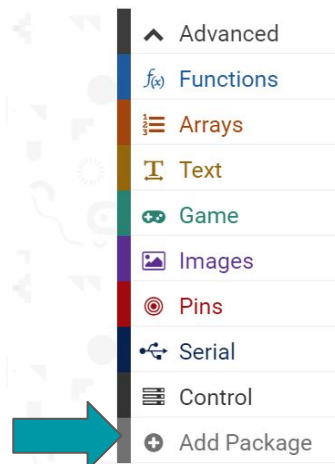 Advanced
f(x) Functions
Arrays
T Text
Game
Images
Pins
Serial
Control
Add Package